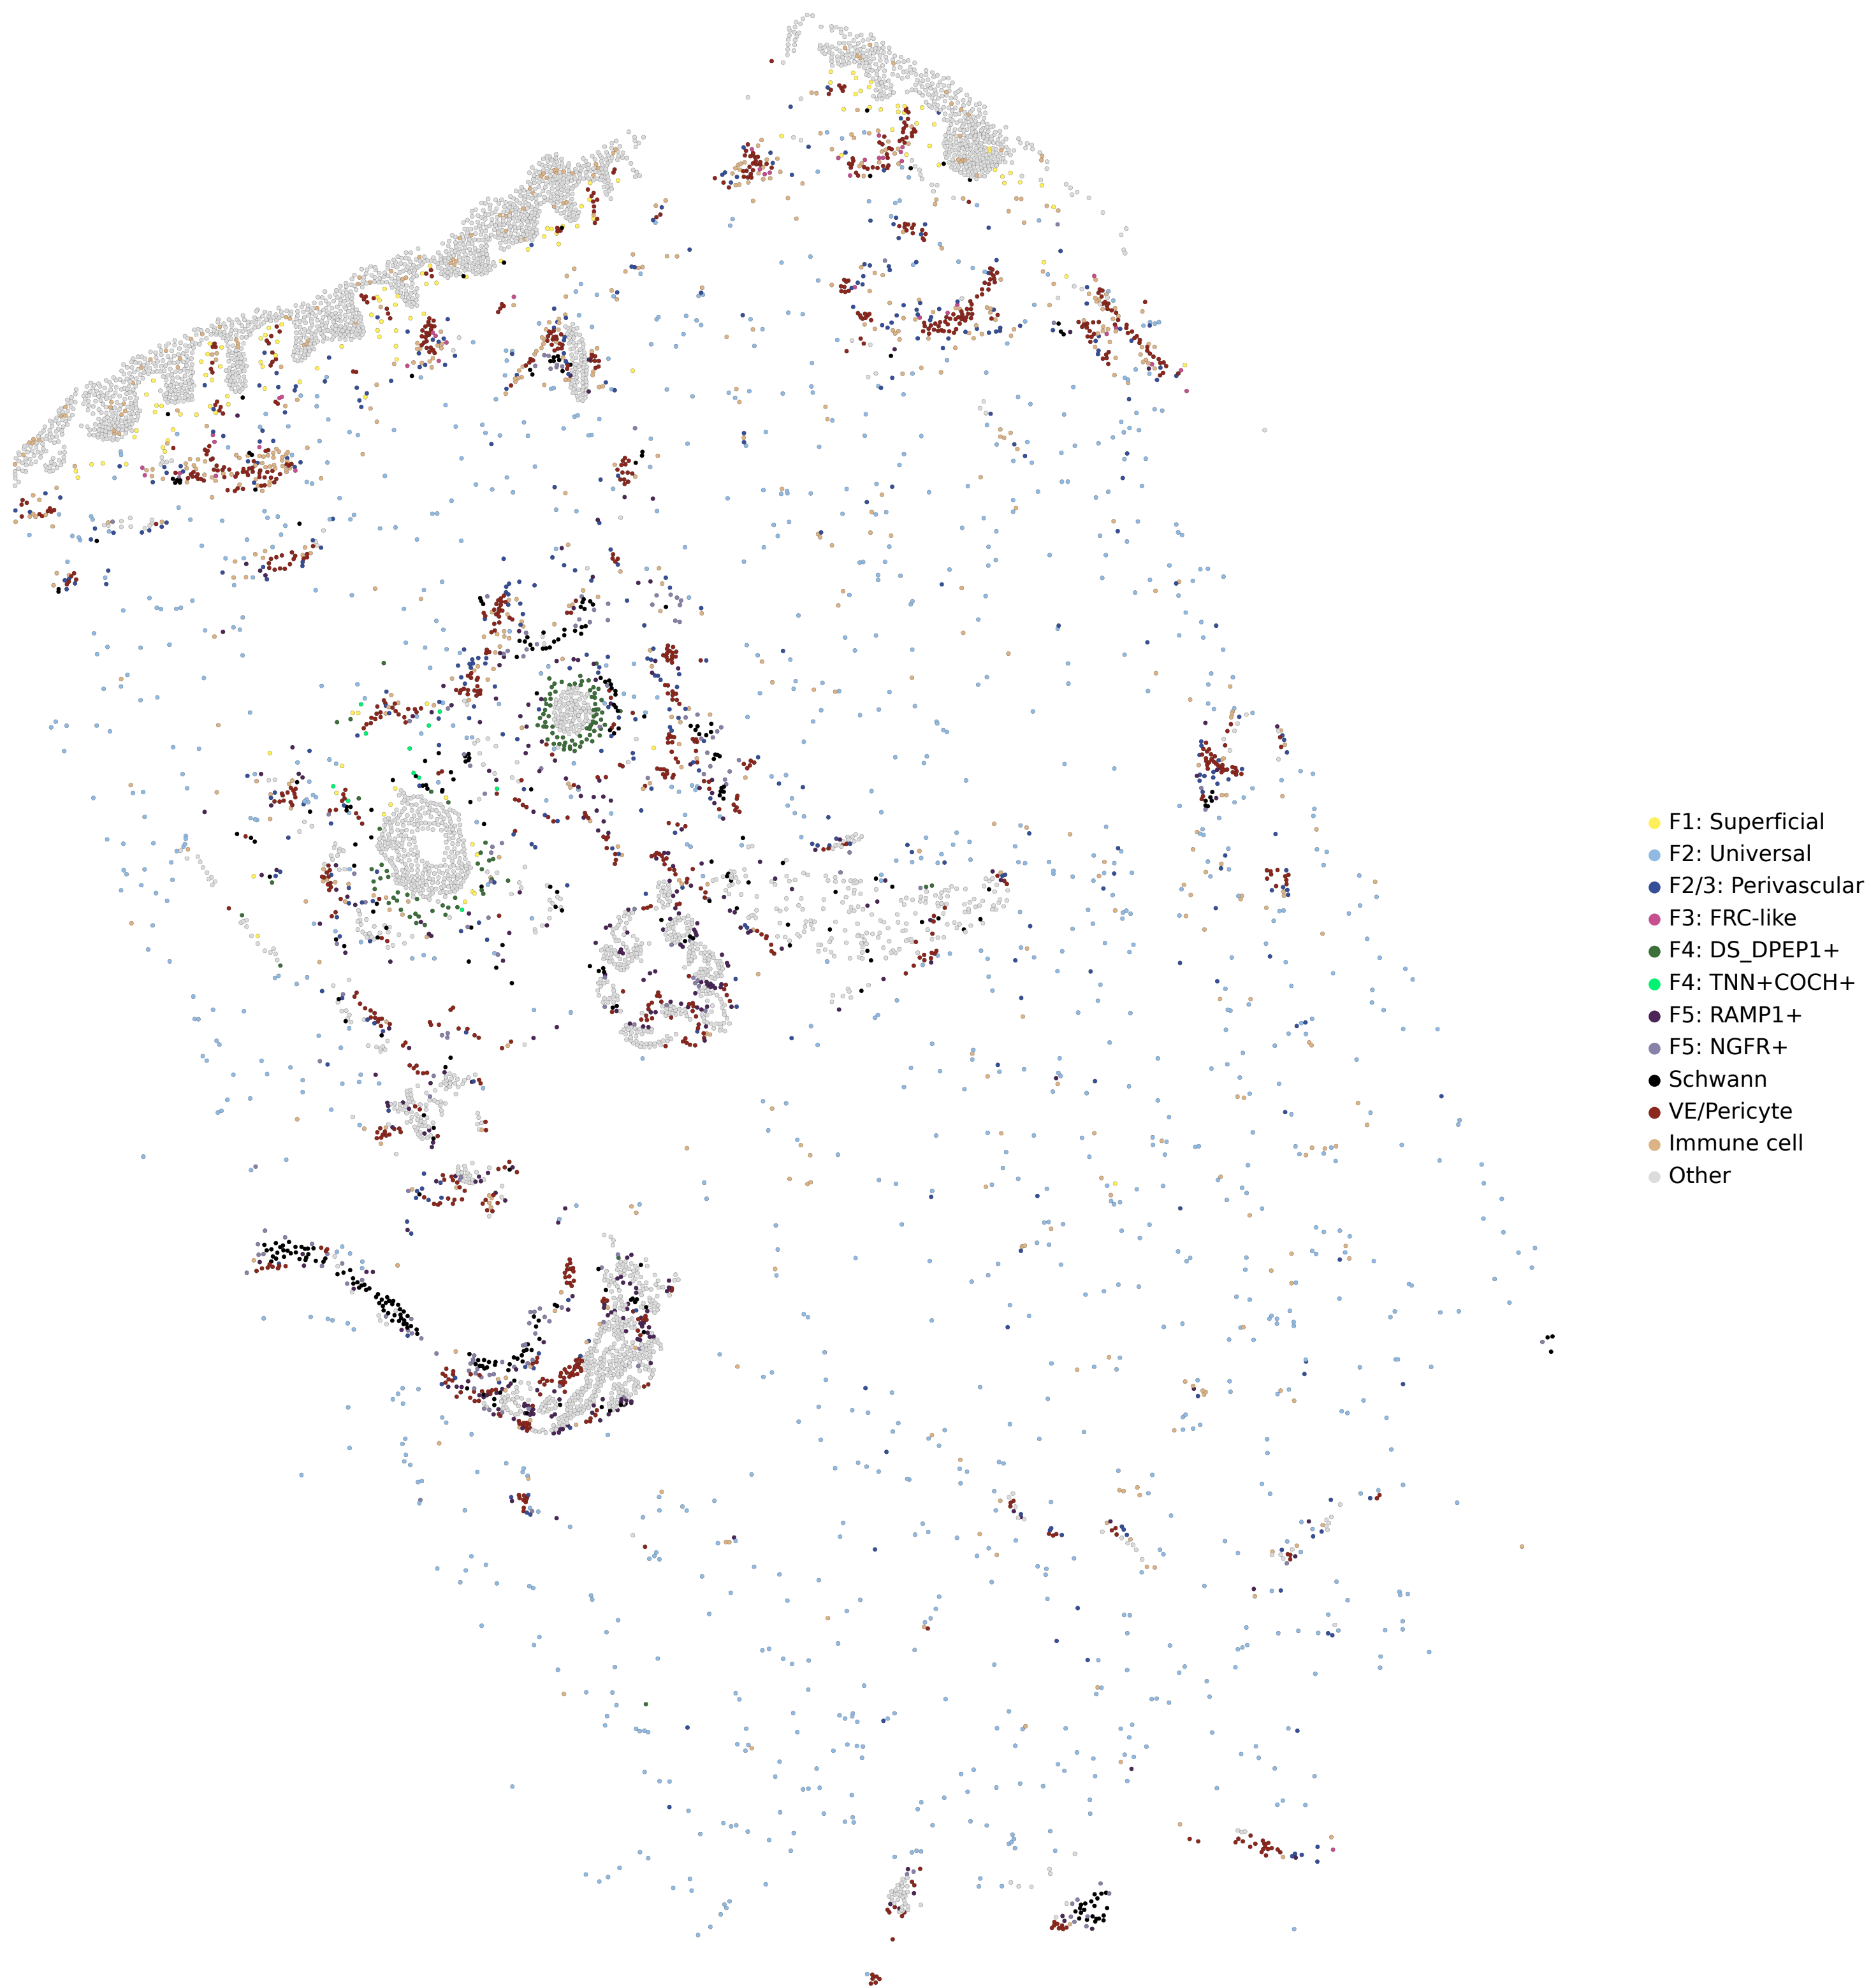 F1: Superficial
F2: Universal
F2/3: Perivascular
F3: FRC-like
F4: DS_DPEP1+
F4: TNN+COCH+
F5: RAMP1+
F5: NGFR+
Schwann
VE/Pericyte
Immune cell
Other